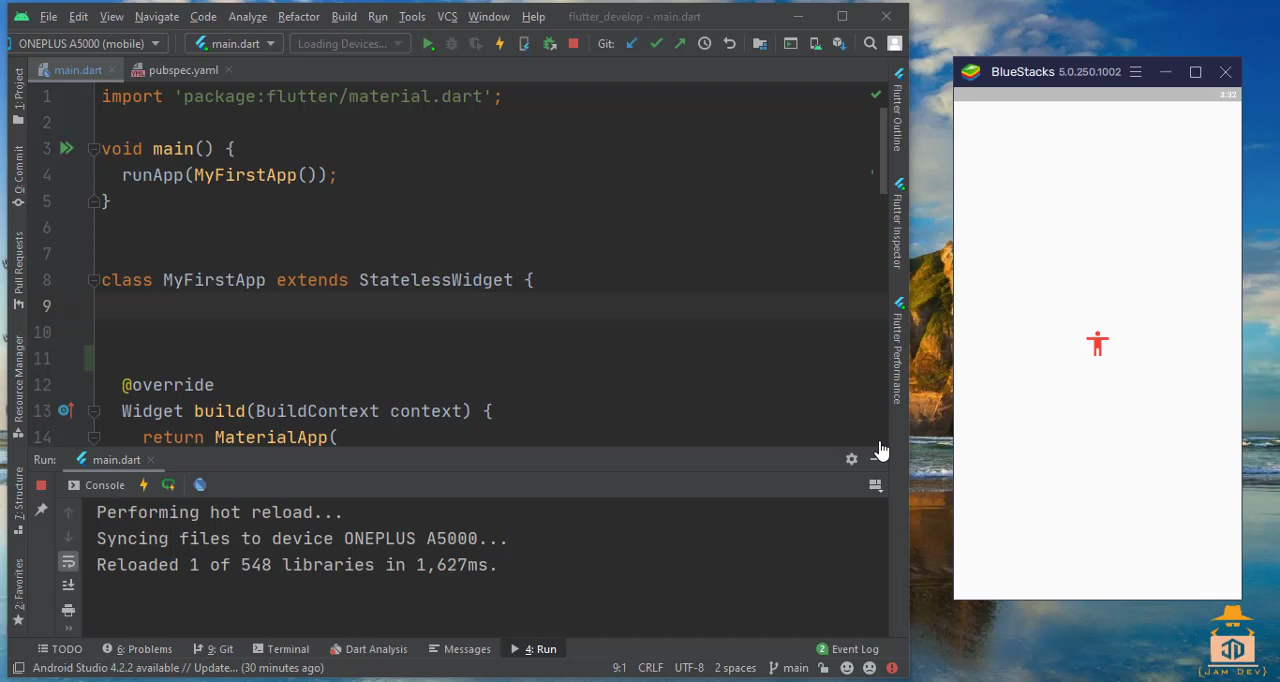 File Edit View Navigate Code Analyze Refactor Build Run Tools VCS Window Help flutter_develop - main.dart
ONEPLUS A5000 (mobile) main.dart Loading Devices... Git:
main.dart pubspec.yaml
1 import 'package:flutter/material.dart';
2
3 void main() {
4 runApp(MyFirstApp());
5 }
6
7
8 class MyFirstApp extends StatelessWidget {
9
10
11
12 @override
13 Widget build(BuildContext context) {
14 return MaterialApp(
1: Project
0: Commit
Pull Requests
Resource Manager
Z: Structure
2: Favorites
Flutter Outline
Flutter Inspector
Flutter Performance
Run: main.dart
Console
Performing hot reload...
Syncing files to device ONEPLUS A5000...
Reloaded 1 of 548 libraries in 1,627ms.
TODO 6: Problems 9: Git Terminal Dart Analysis Messages 4: Run 2 Event Log
Android Studio 4.2.2 available // Update... (30 minutes ago) 9:1 CRLF UTF-8 2 spaces main
BlueStacks 5.0.250.1002
3:32
JD
{JAM DEV}